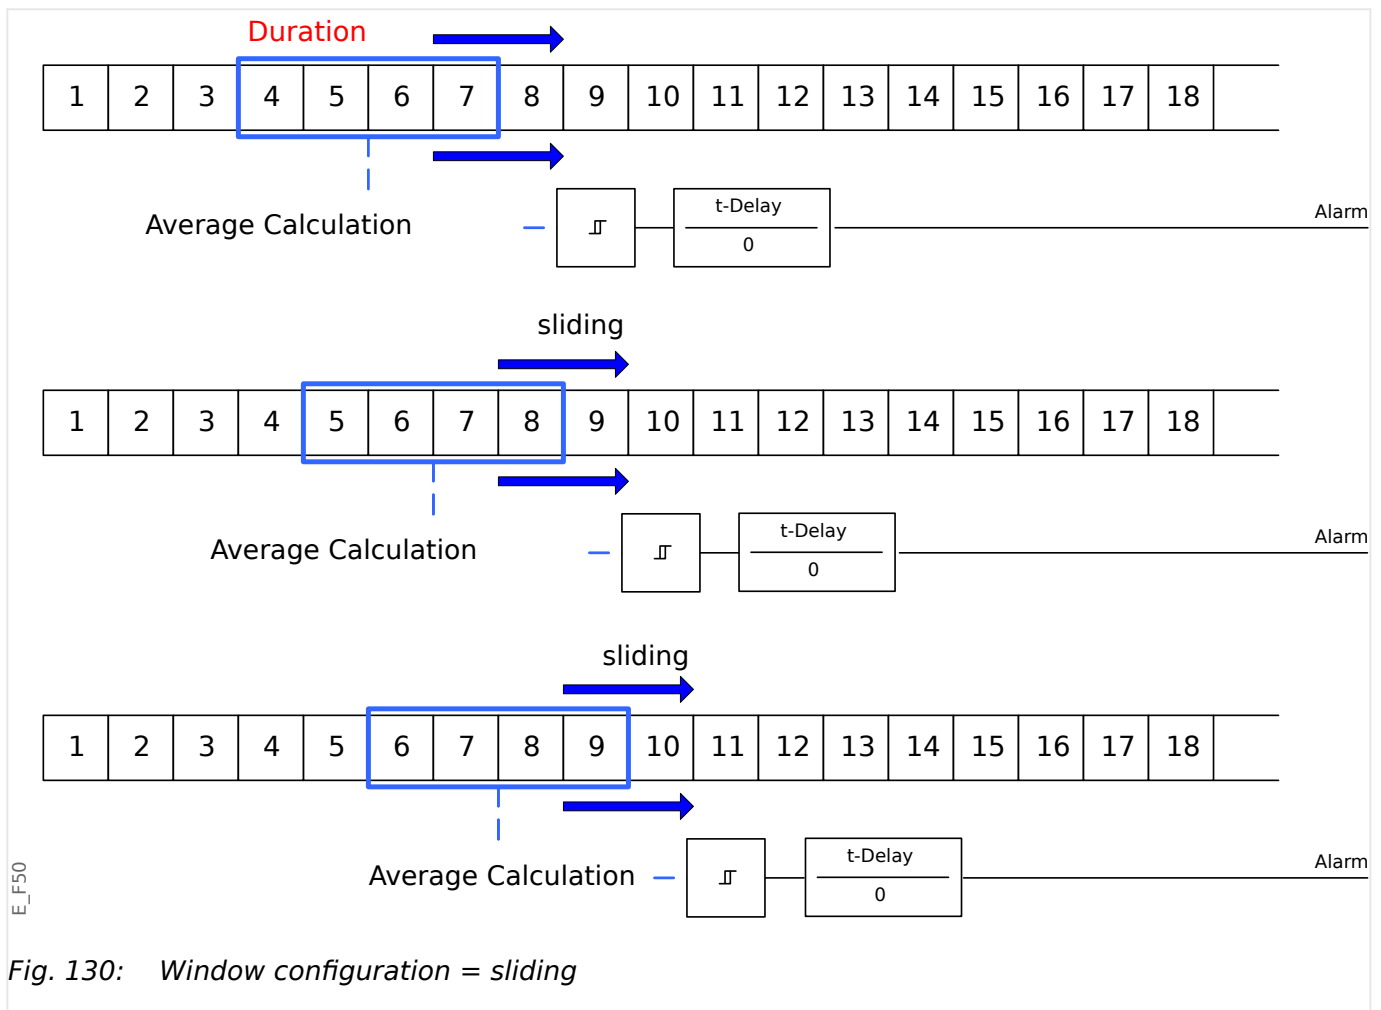 Duration
1 2 3 4 5 6 7 8 9 10 11 12 13 14 15 16 17 18
t-Delay
Alarm
Average Calculation
0
sliding
1 2 3 4 5 6 7 8 9 10 11 12 13 14 15 16 17 18
t-Delay
Alarm
Average Calculation
0
sliding
1 2 3 4 5 6 7 8 9 10 11 12 13 14 15 16 17 18
t-Delay
Alarm
Average Calculation
0
E_F50
Fig. 130: Window configuration = sliding